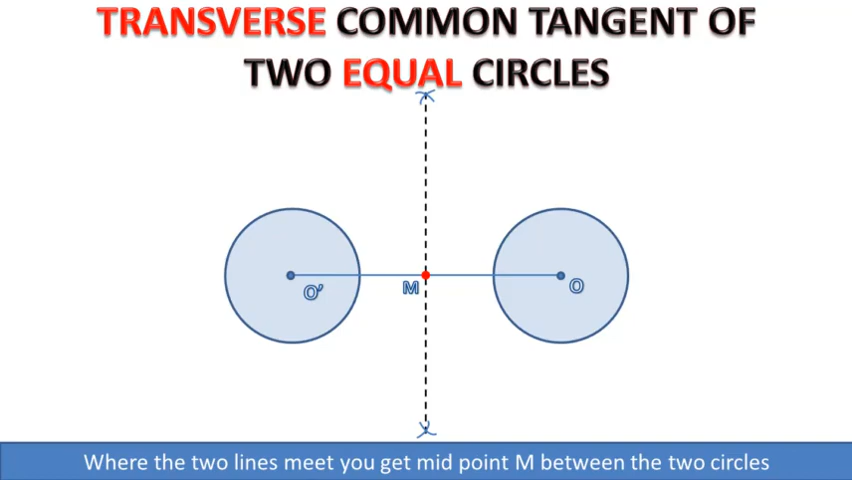 TRANSVERSE COMMON TANGENT OF
TWO EQUAL CIRCLES
O'
M
O
Where the two lines meet you get mid point M between the two circles